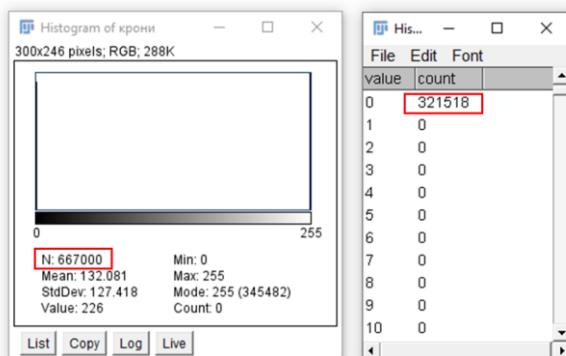 Histogram of крони
300x246 pixels; RGB; 288K
0 255
N: 667000 Min: 0
Mean: 132.081 Max: 255
StdDev: 127.418 Mode: 255 (345482)
Value: 226 Count: 0
List Copy Log Live
His...
File Edit Font
value count
0 321518
1 0
2 0
3 0
4 0
5 0
6 0
7 0
8 0
9 0
10 0